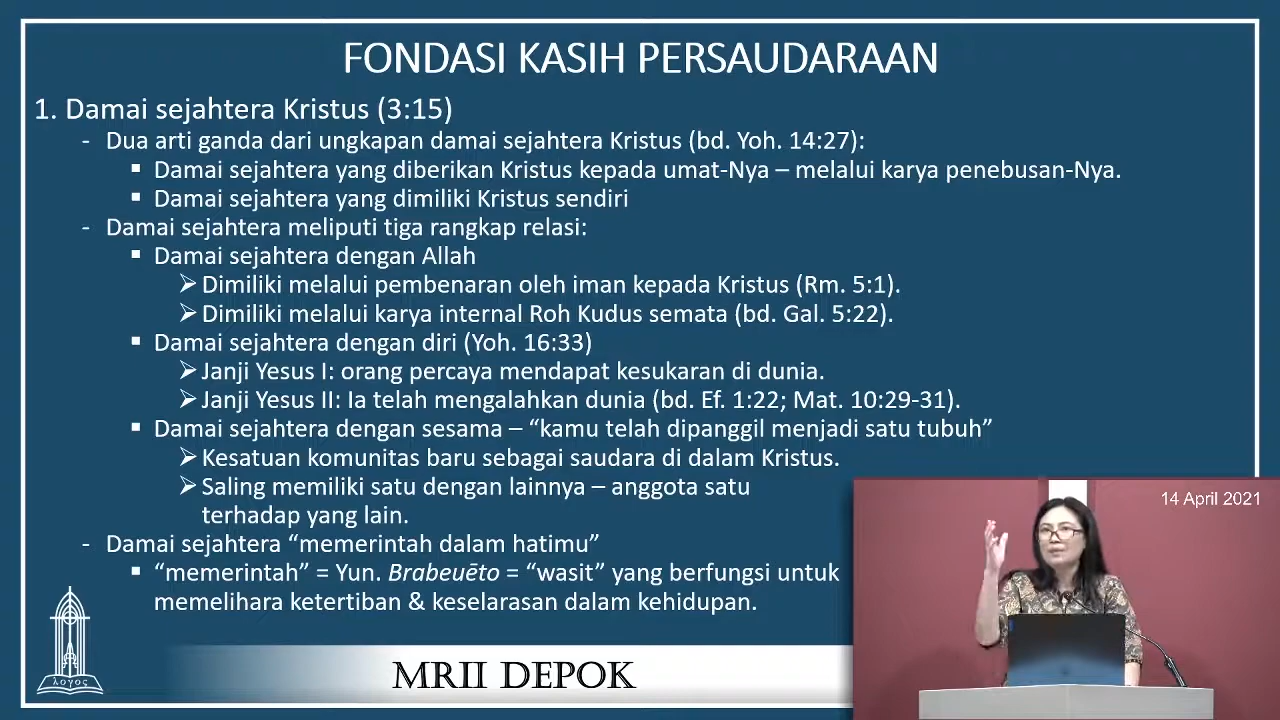 FONDASI KASIH PERSAUDARAAN
1. Damai sejahtera Kristus (3:15)
- Dua arti ganda dari ungkapan damai sejahtera Kristus (bd. Yoh. 14:27):
▪ Damai sejahtera yang diberikan Kristus kepada umat-Nya – melalui karya penebusan-Nya.
▪ Damai sejahtera yang dimiliki Kristus sendiri
- Damai sejahtera meliputi tiga rangkap relasi:
▪ Damai sejahtera dengan Allah
➢ Dimiliki melalui pembenaran oleh iman kepada Kristus (Rm. 5:1).
➢ Dimiliki melalui karya internal Roh Kudus semata (bd. Gal. 5:22).
▪ Damai sejahtera dengan diri (Yoh. 16:33)
➢ Janji Yesus I: orang percaya mendapat kesukaran di dunia.
➢ Janji Yesus II: Ia telah mengalahkan dunia (bd. Ef. 1:22; Mat. 10:29-31).
▪ Damai sejahtera dengan sesama – “kamu telah dipanggil menjadi satu tubuh”
➢ Kesatuan komunitas baru sebagai saudara di dalam Kristus.
➢ Saling memiliki satu dengan lainnya – anggota satu
terhadap yang lain.
- Damai sejahtera “memerintah dalam hatimu”
▪ “memerintah” = Yun. Brabeuēto = “wasit” yang berfungsi untuk
memelihara ketertiban & keselarasan dalam kehidupan.
14 April 2021
λογος
MRII DEPOK